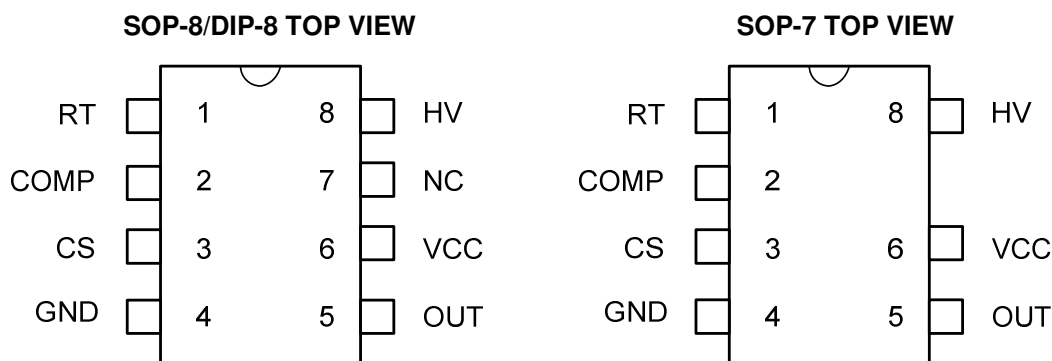 SOP-8/DIP-8 TOP VIEW
RT 1 8 HV
COMP 2 7 NC
CS 3 6 VCC
GND 4 5 OUT
SOP-7 TOP VIEW
RT 1 8 HV
COMP 2
CS 3 6 VCC
GND 4 5 OUT